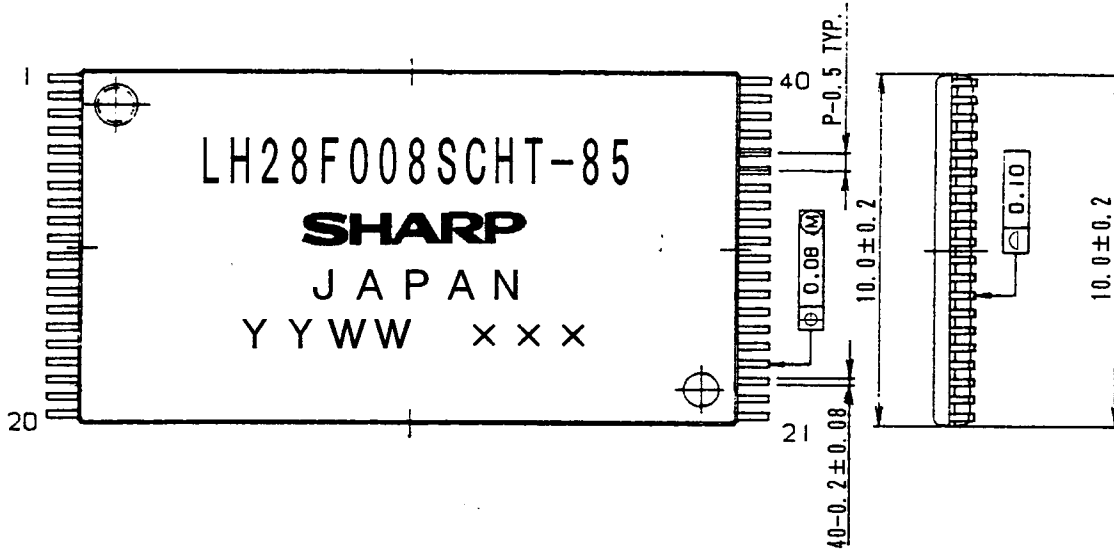 1
40
LH28F008SCHT-85
SHARP
JAPAN
YYWW ×××
20
21
P-0.5 TYP.
0.08 M
40-0.2±0.08
10.0±0.2
0.10
10.0±0.2